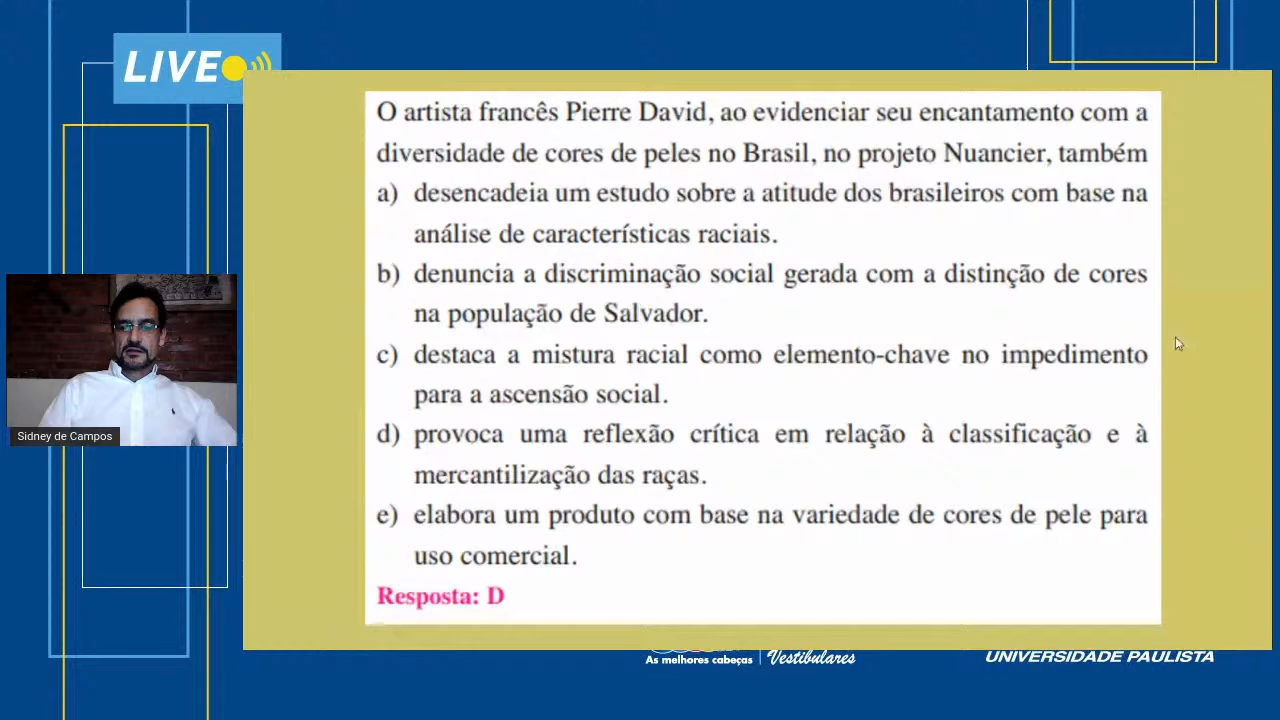 LIVE
O artista francês Pierre David, ao evidenciar seu encantamento com a
diversidade de cores de peles no Brasil, no projeto Nuancier, também
a) desencadeia um estudo sobre a atitude dos brasileiros com base na
análise de características raciais.
b) denuncia a discriminação social gerada com a distinção de cores
na população de Salvador.
c) destaca a mistura racial como elemento-chave no impedimento
para a ascensão social.
d) provoca uma reflexão crítica em relação à classificação e à
mercantilização das raças.
e) elabora um produto com base na variedade de cores de pele para
uso comercial.
Resposta: D
Sidney de Campos
As melhores cabeças | Vestibulares
UNIVERSIDADE PAULISTA